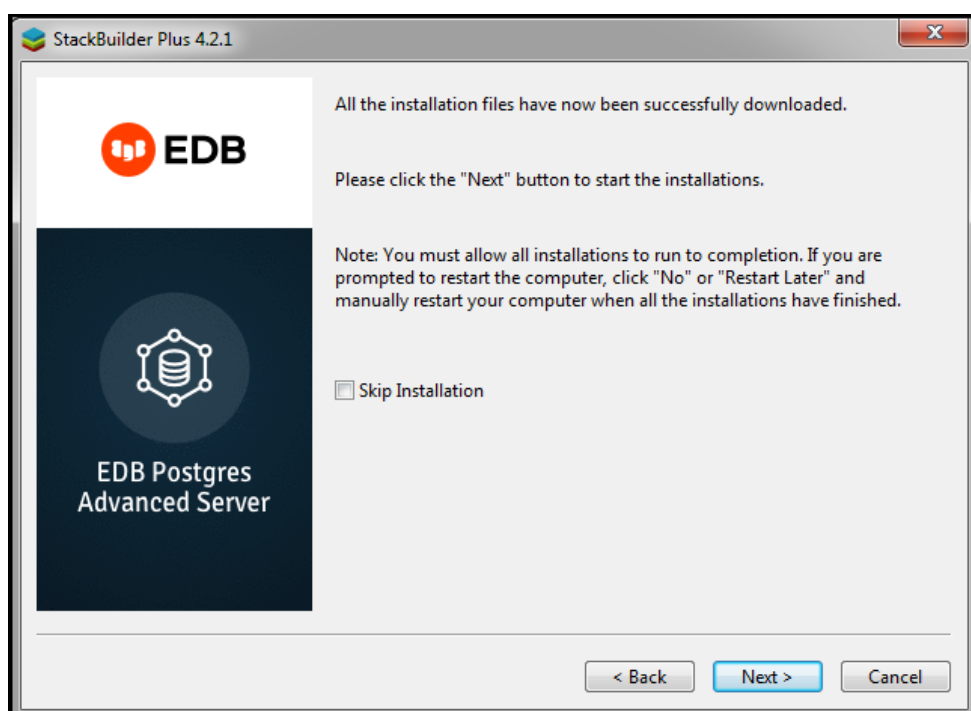 StackBuilder Plus 4.2.1
EDB
All the installation files have now been successfully downloaded.
Please click the "Next" button to start the installations.
Note: You must allow all installations to run to completion. If you are
prompted to restart the computer, click "No" or "Restart Later" and
manually restart your computer when all the installations have finished.
Skip Installation
EDB Postgres
Advanced Server
< Back
Next >
Cancel